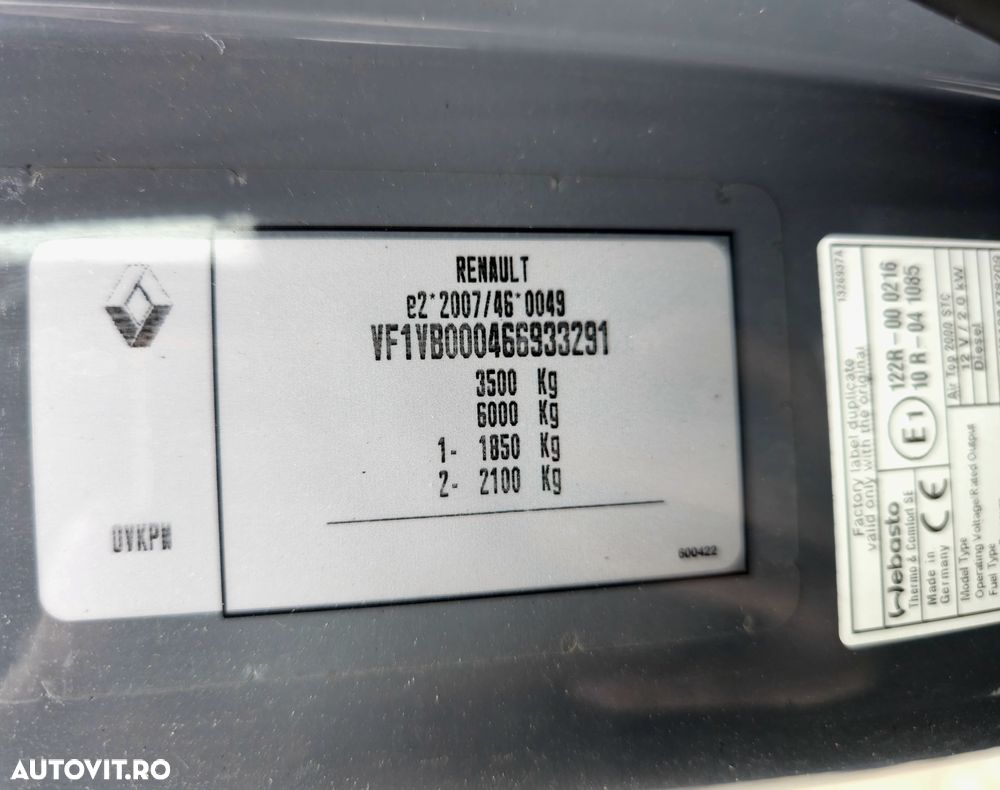 RENAULT
e2*2007/46*0049
VF1VB000466933291
3500 Kg
6000 Kg
1- 1850 Kg
2- 2100 Kg
600422
1326937A
Factory label duplicate
valid only with the original
Webasto
Thermo & Comfort SE
Made in
Germany
CE
E1
122R-00 0216
10 R-04 1085
Model Type
Air Top 2000 STC
Operating Voltage/Rated Output
12 V / 2.0 kW
Fuel Type
Diesel
AUTOVIT.RO